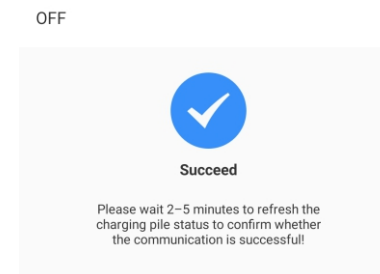 OFF
Succeed
Please wait 2–5 minutes to refresh the
charging pile status to confirm whether
the communication is successful!